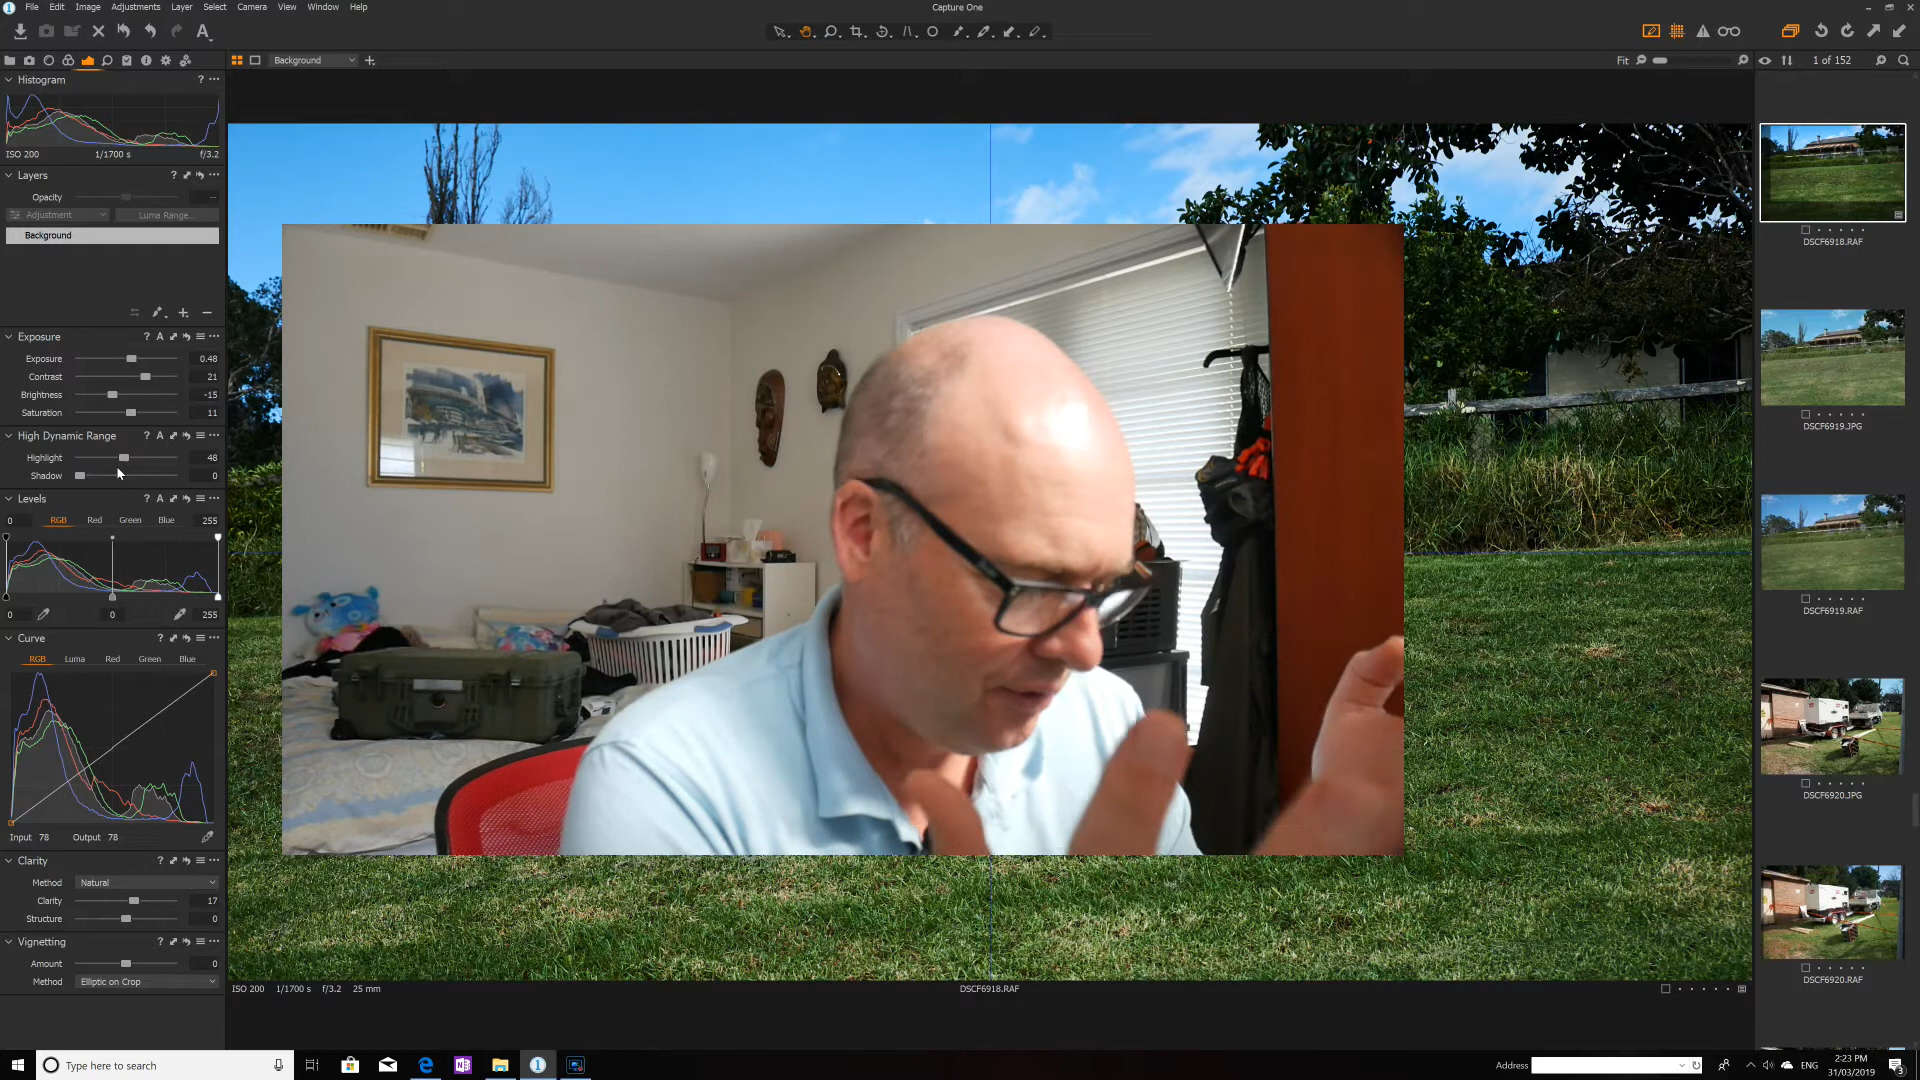 File Edit Image Adjustments Layer Select Camera View Window Help
Capture One
Background
Fit
1 of 152
Histogram ? ...
ISO 200 1/1700 s f/3.2
Layers ? ...
Opacity --
Adjustment Luma Range...
Background
Exposure ? A ...
Exposure 0.48
Contrast 21
Brightness -15
Saturation 11
High Dynamic Range ? A ...
Highlight 48
Shadow 0
Levels ? A ...
0 RGB Red Green Blue 255
0 0 255
Curve ? ...
RGB Luma Red Green Blue
Input 78 Output 78
Clarity ? ...
Method Natural
Clarity 17
Structure 0
Vignetting ? ...
Amount 0
Method Elliptic on Crop
ISO 200 1/1700 s f/3.2 25 mm
DSCF6918.RAF
DSCF6918.RAF
DSCF6919.JPG
DSCF6919.RAF
DSCF6920.JPG
DSCF6920.RAF
Type here to search
Address
ENG
2:23 PM
31/03/2019
3